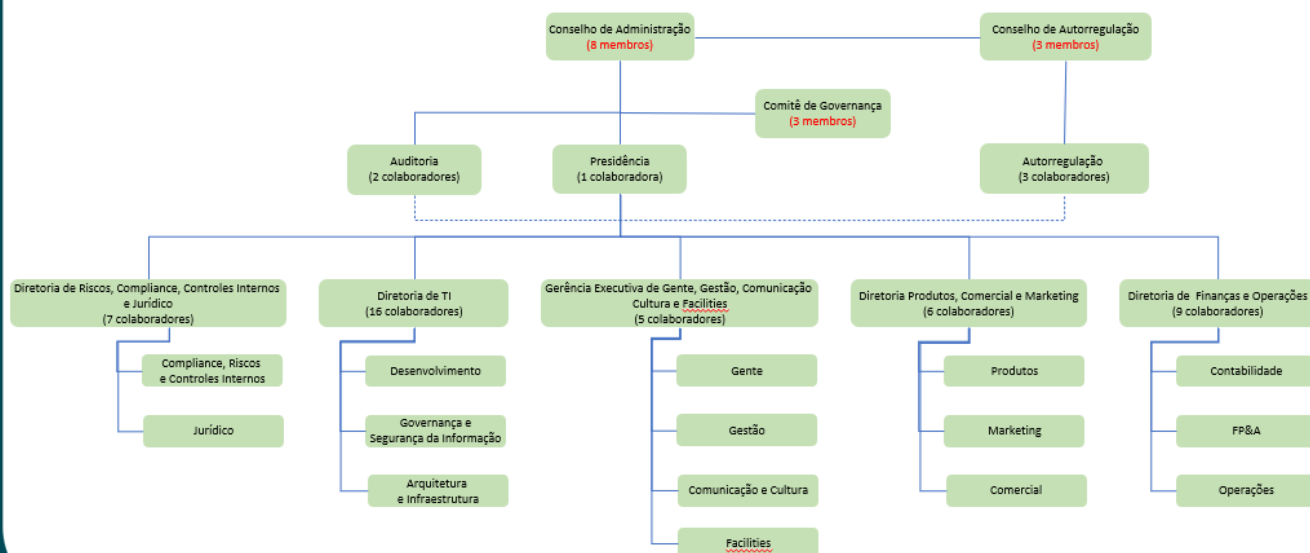 Conselho de Administração
(8 membros)
Conselho de Autorregulação
(3 membros)
Comitê de Governança
(3 membros)
Auditoria
(2 colaboradores)
Presidência
(1 colaboradora)
Autorregulação
(3 colaboradores)
Diretoria de Riscos, Compliance, Controles Internos
e Jurídico
(7 colaboradores)
Diretoria de TI
(16 colaboradores)
Gerência Executiva de Gente, Gestão, Comunicação
Cultura e Facilities
(5 colaboradores)
Diretoria Produtos, Comercial e Marketing
(6 colaboradores)
Diretoria de Finanças e Operações
(9 colaboradores)
Compliance, Riscos
e Controles Internos
Desenvolvimento
Gente
Produtos
Contabilidade
Jurídico
Governança e
Segurança da Informação
Gestão
Marketing
FP&A
Arquitetura
e Infraestrutura
Comunicação e Cultura
Comercial
Operações
Facilities